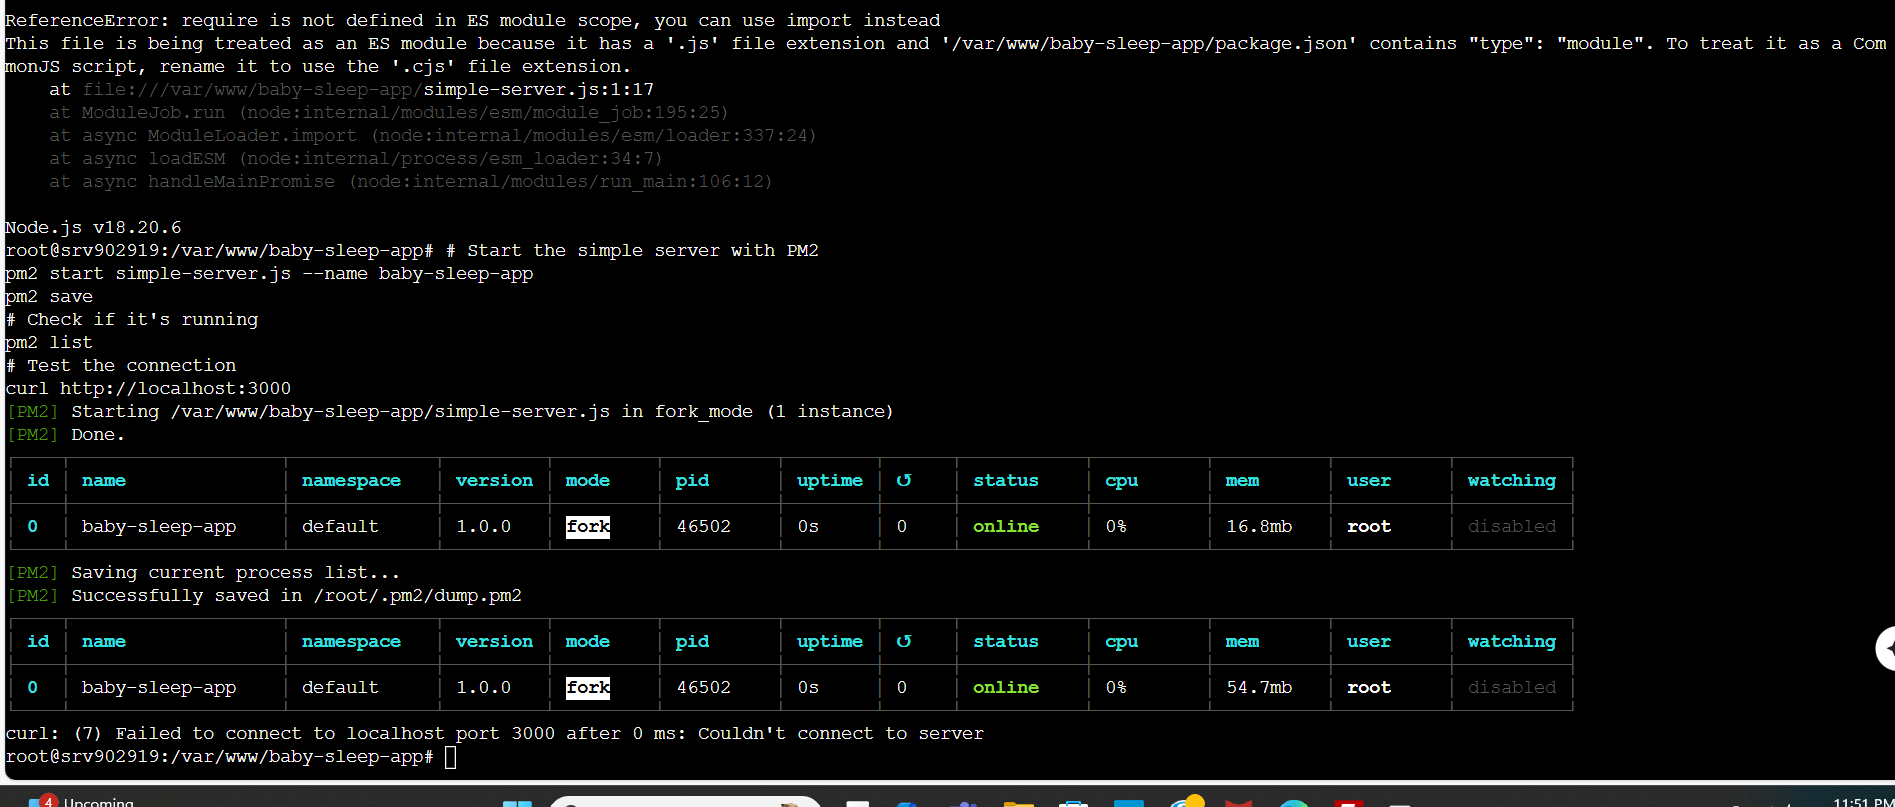 ReferenceError: require is not defined in ES module scope, you can use import instead
This file is being treated as an ES module because it has a '.js' file extension and '/var/www/baby-sleep-app/package.json' contains "type": "module". To treat it as a Com
monJS script, rename it to use the '.cjs' file extension.
    at file:///var/www/baby-sleep-app/simple-server.js:1:17
    at ModuleJob.run (node:internal/modules/esm/module_job:195:25)
    at async ModuleLoader.import (node:internal/modules/esm/loader:337:24)
    at async loadESM (node:internal/process/esm_loader:34:7)
    at async handleMainPromise (node:internal/modules/run_main:106:12)
Node.js v18.20.6
root@srv902919:/var/www/baby-sleep-app# # Start the simple server with PM2
pm2 start simple-server.js --name baby-sleep-app
pm2 save
# Check if it's running
pm2 list
# Test the connection
curl http://localhost:3000
[PM2] Starting /var/www/baby-sleep-app/simple-server.js in fork_mode (1 instance)
[PM2] Done.
id name namespace version mode pid uptime ↺ status cpu mem user watching
0 baby-sleep-app default 1.0.0 fork 46502 0s 0 online 0% 16.8mb root disabled
[PM2] Saving current process list...
[PM2] Successfully saved in /root/.pm2/dump.pm2
id name namespace version mode pid uptime ↺ status cpu mem user watching
0 baby-sleep-app default 1.0.0 fork 46502 0s 0 online 0% 54.7mb root disabled
curl: (7) Failed to connect to localhost port 3000 after 0 ms: Couldn't connect to server
root@srv902919:/var/www/baby-sleep-app#
4 Upcoming
11:51 PM